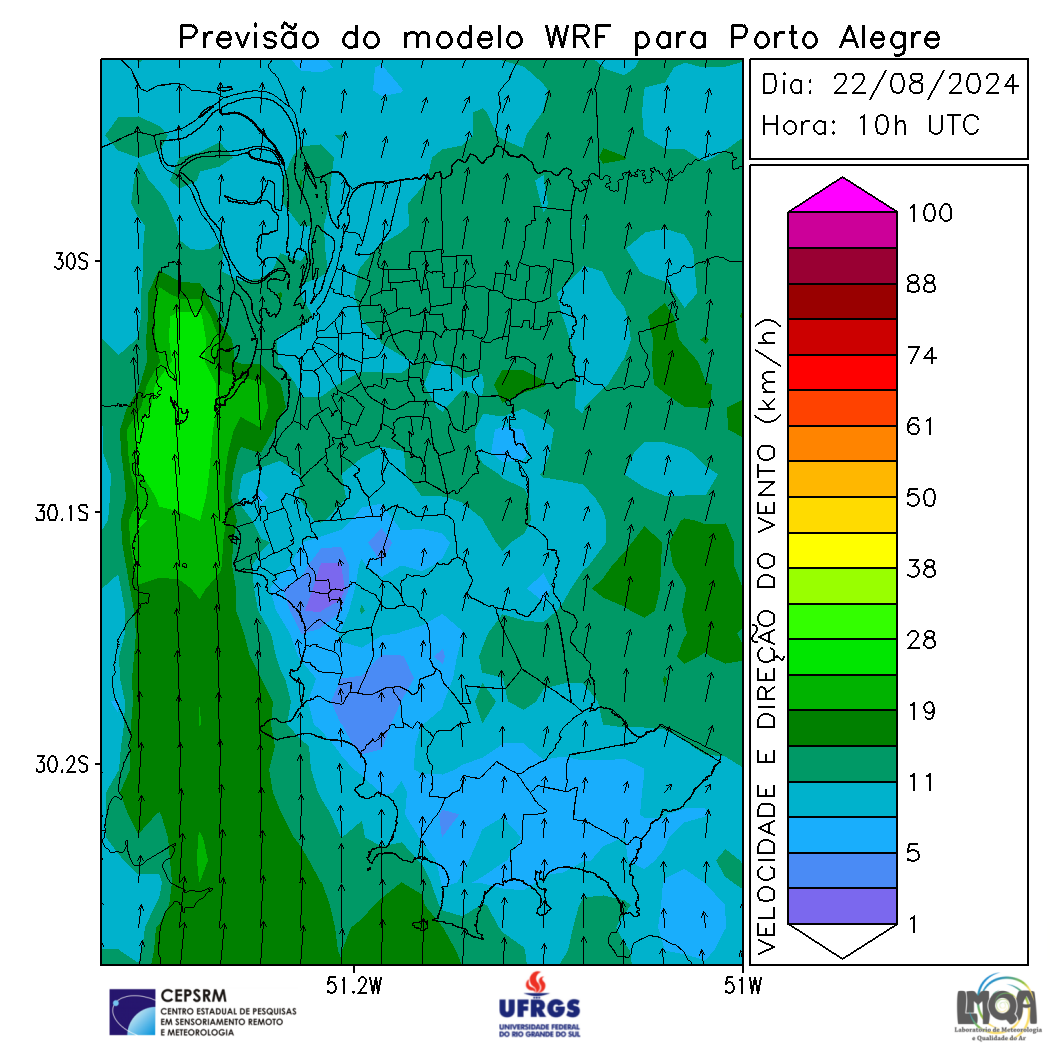 Previsão do modelo WRF para Porto Alegre
Dia: 22/08/2024
Hora: 10h UTC
30S
30.1S
30.2S
51.2W
51W
VELOCIDADE E DIREÇÃO DO VENTO (km/h)
100
88
74
61
50
38
28
19
11
5
1
CEPSRM
CENTRO ESTADUAL DE PESQUISAS
EM SENSORIAMENTO REMOTO
E METEOROLOGIA
UFRGS
UNIVERSIDADE FEDERAL
DO RIO GRANDE DO SUL
LMQA
Laboratório de Meteorologia
e Qualidade do Ar